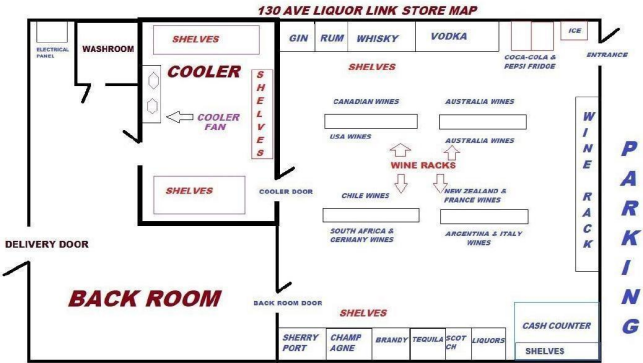 130 AVE LIQUOR LINK STORE MAP
ELECTRICAL
PANEL
WASHROOM
SHELVES
COOLER
COOLER
FAN
SHELVES
SHELVES
COOLER DOOR
GIN
RUM
WHISKY
VODKA
COCA-COLA &
PEPSI FRIDGE
ICE
ENTRANCE
SHELVES
CANADIAN WINES
AUSTRALIA WINES
USA WINES
AUSTRALIA WINES
WINE RACKS
CHILE WINES
NEW ZEALAND &
FRANCE WINES
SOUTH AFRICA &
GERMANY WINES
ARGENTINA & ITALY
WINES
WINE RACK
PARKING
DELIVERY DOOR
BACK ROOM
BACK ROOM DOOR
SHELVES
SHERRY
PORT
CHAMP
AGNE
BRANDY
TEQUILA
SCOT
CH
LIQUORS
CASH COUNTER
SHELVES